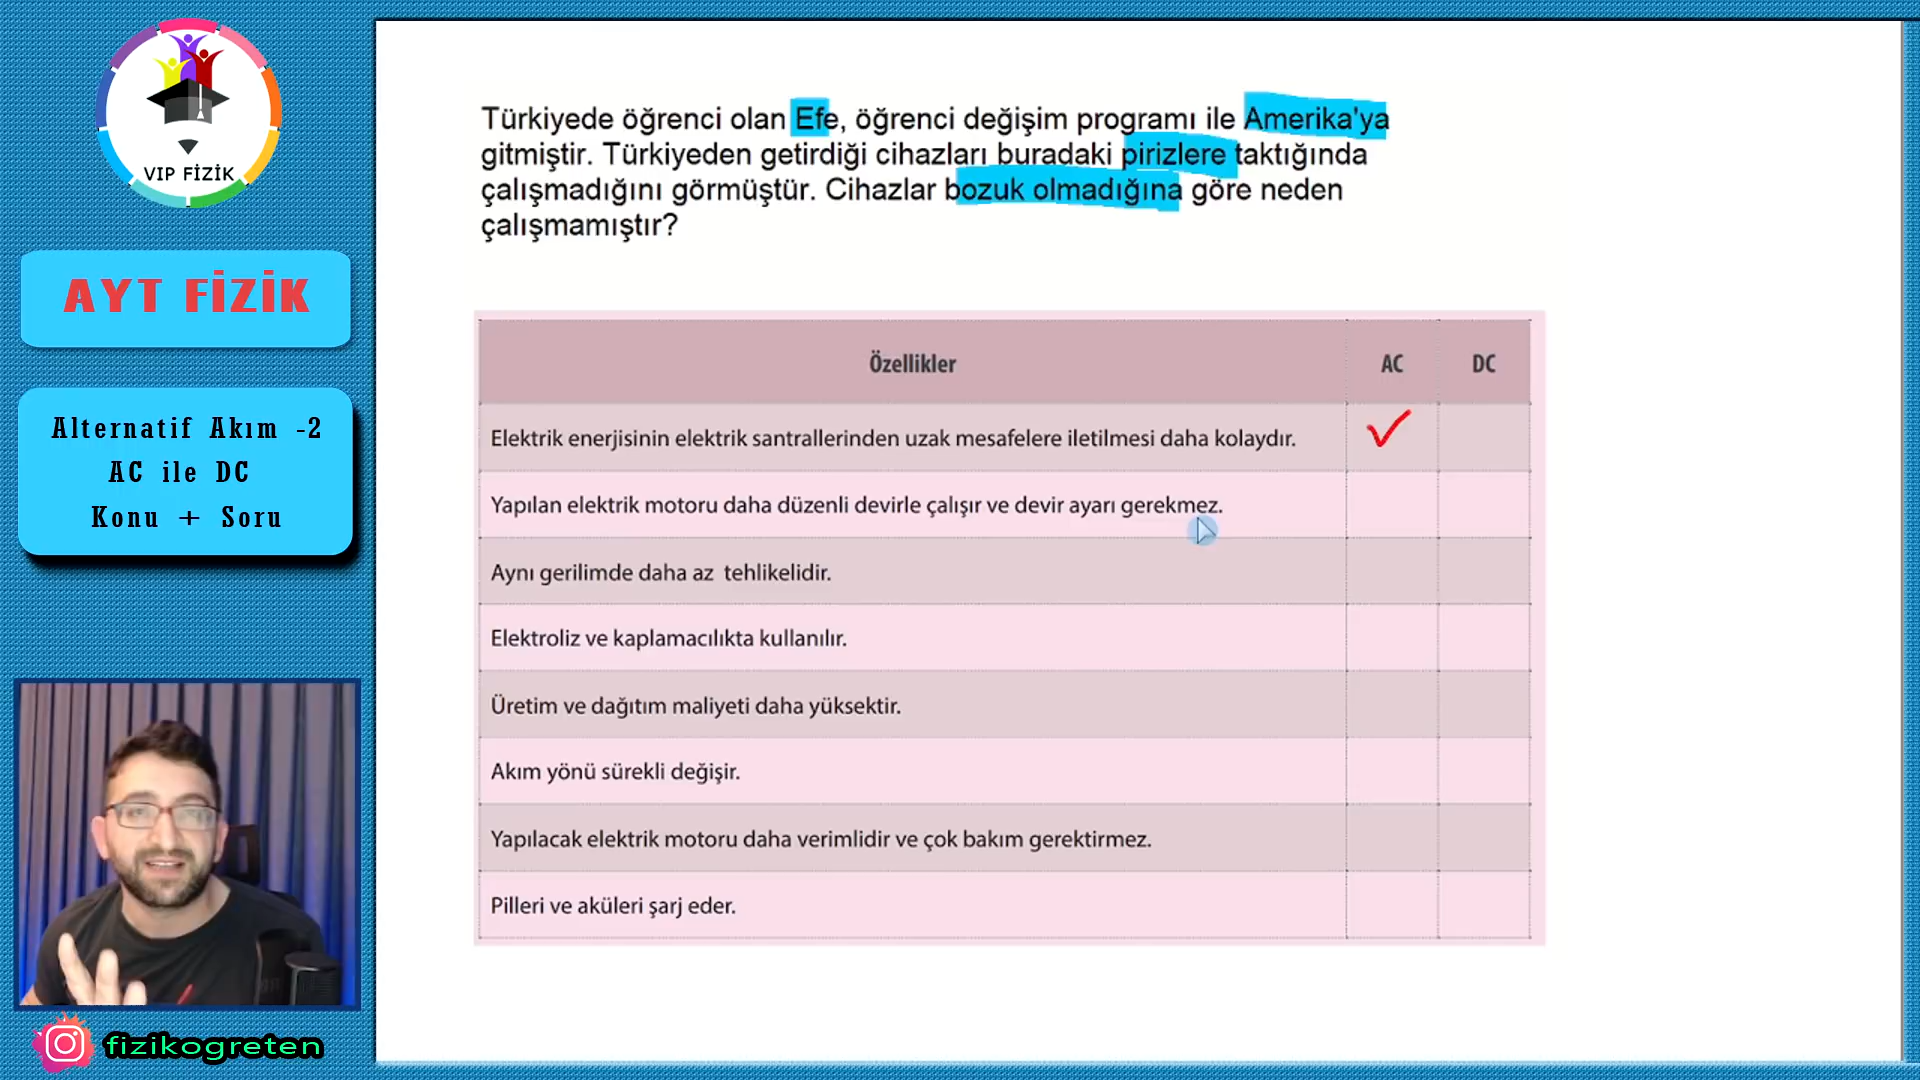 VIP FİZİK
AYT FİZİK
Alternatif Akım -2
AC ile DC
Konu + Soru
fizikogreten
Türkiyede öğrenci olan Efe, öğrenci değişim programı ile Amerika'ya
gitmiştir. Türkiyeden getirdiği cihazları buradaki pirizlere taktığında
çalışmadığını görmüştür. Cihazlar bozuk olmadığına göre neden
çalışmamıştır?
Özellikler AC DC
Elektrik enerjisinin elektrik santrallerinden uzak mesafelere iletilmesi daha kolaydır.
Yapılan elektrik motoru daha düzenli devirle çalışır ve devir ayarı gerekmez.
Aynı gerilimde daha az tehlikelidir.
Elektroliz ve kaplamacılıkta kullanılır.
Üretim ve dağıtım maliyeti daha yüksektir.
Akım yönü sürekli değişir.
Yapılacak elektrik motoru daha verimlidir ve çok bakım gerektirmez.
Pilleri ve aküleri şarj eder.